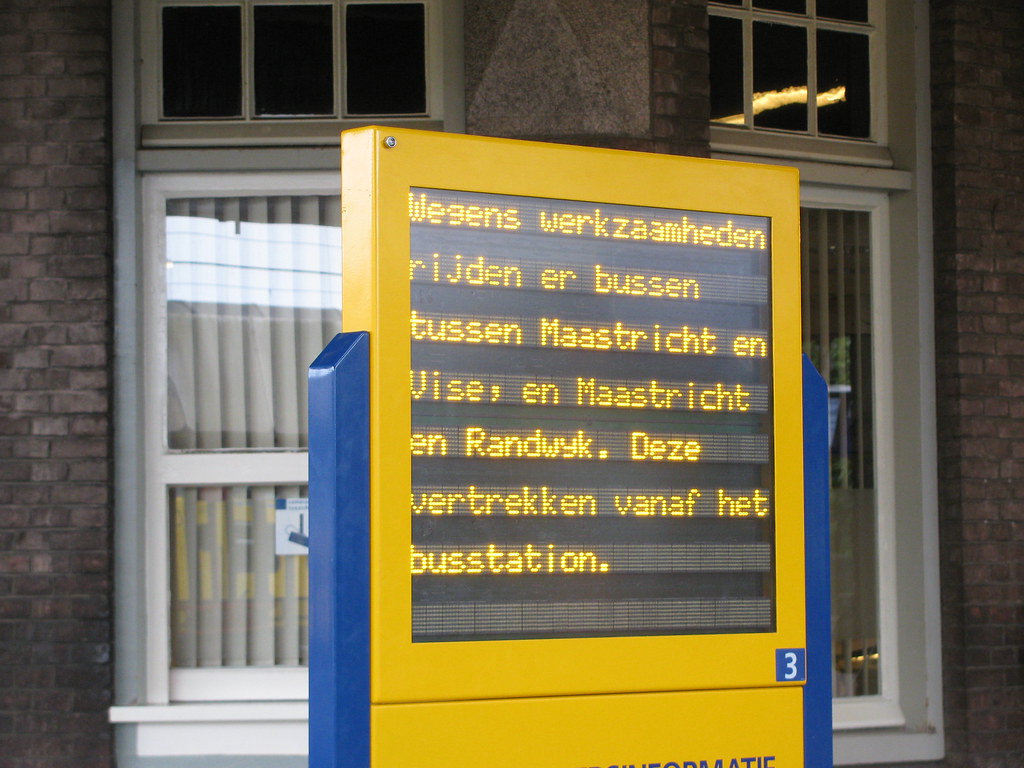 Wegens werkzaamheden
rijden er bussen
tussen Maastricht en
Vise, en Maastricht
en Randwyk. Deze
vertrekken vanaf het
busstation.
3